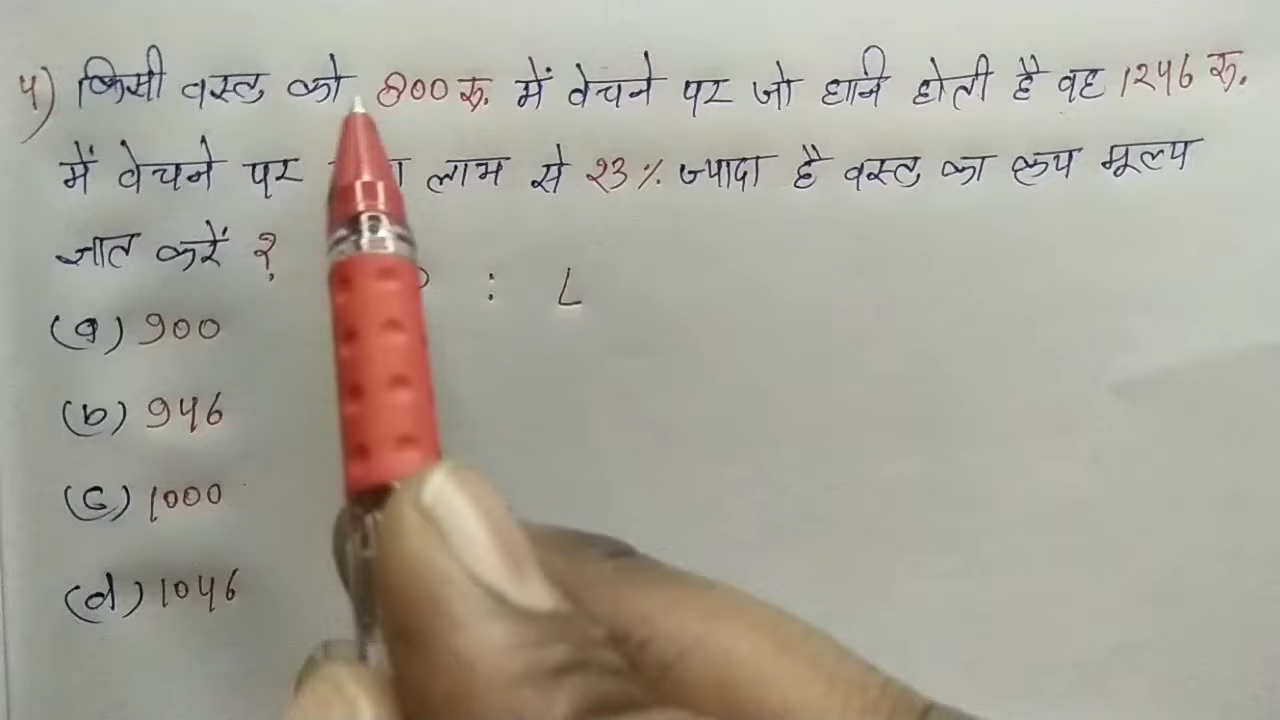 4) किसी वस्तु को 800 रु. में बेचने पर जो हानि होती है वह 1246 रु.
में बेचने पर लाभ से 23% ज्यादा है वस्तु का क्रय मूल्य
ज्ञात करें ?
: L
(a) 900
(b) 946
(c) 1000
(d) 1046